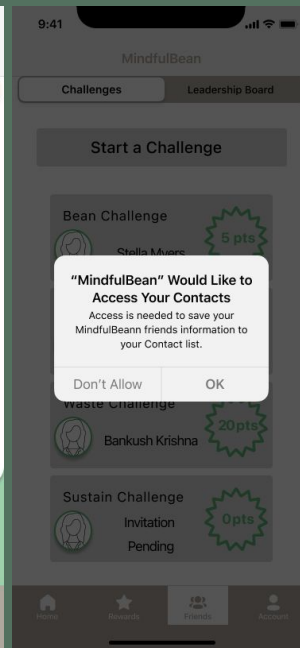 9:41
MindfulBean
Challenges
Leadership Board
Start a Challenge
Bean Challenge
Stella Myers
5 pts
“MindfulBean” Would Like to
Access Your Contacts
Access is needed to save your
MindfulBeann friends information to
your Contact list.
Don’t Allow
OK
Waste Challenge
Bankush Krishna
20pts
Sustain Challenge
Invitation
Pending
0pts
Home
Rewards
Friends
Account